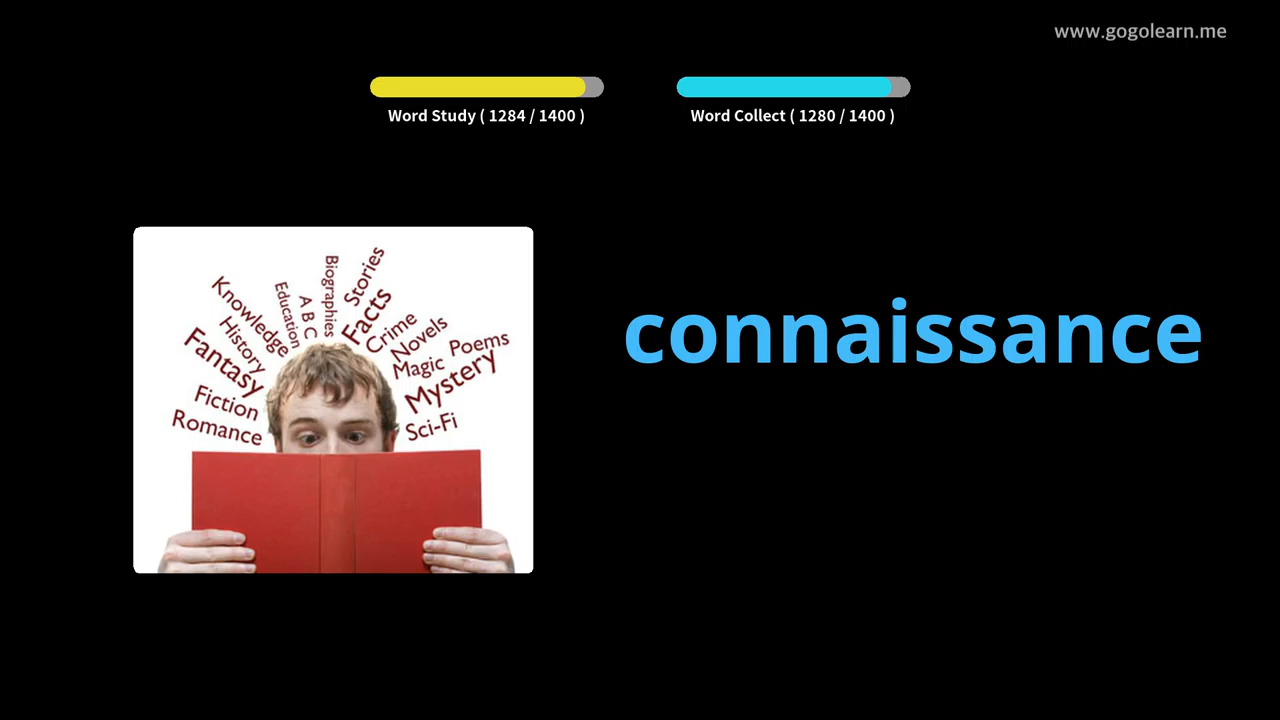 www.gogolearn.me
Word Study ( 1284 / 1400 )
Word Collect ( 1280 / 1400 )
connaissance
Romance
Fiction
Fantasy
History
Knowledge
Education
A B C
Biographies
Stories
Facts
Crime
Novels
Magic
Poems
Mystery
Sci-Fi